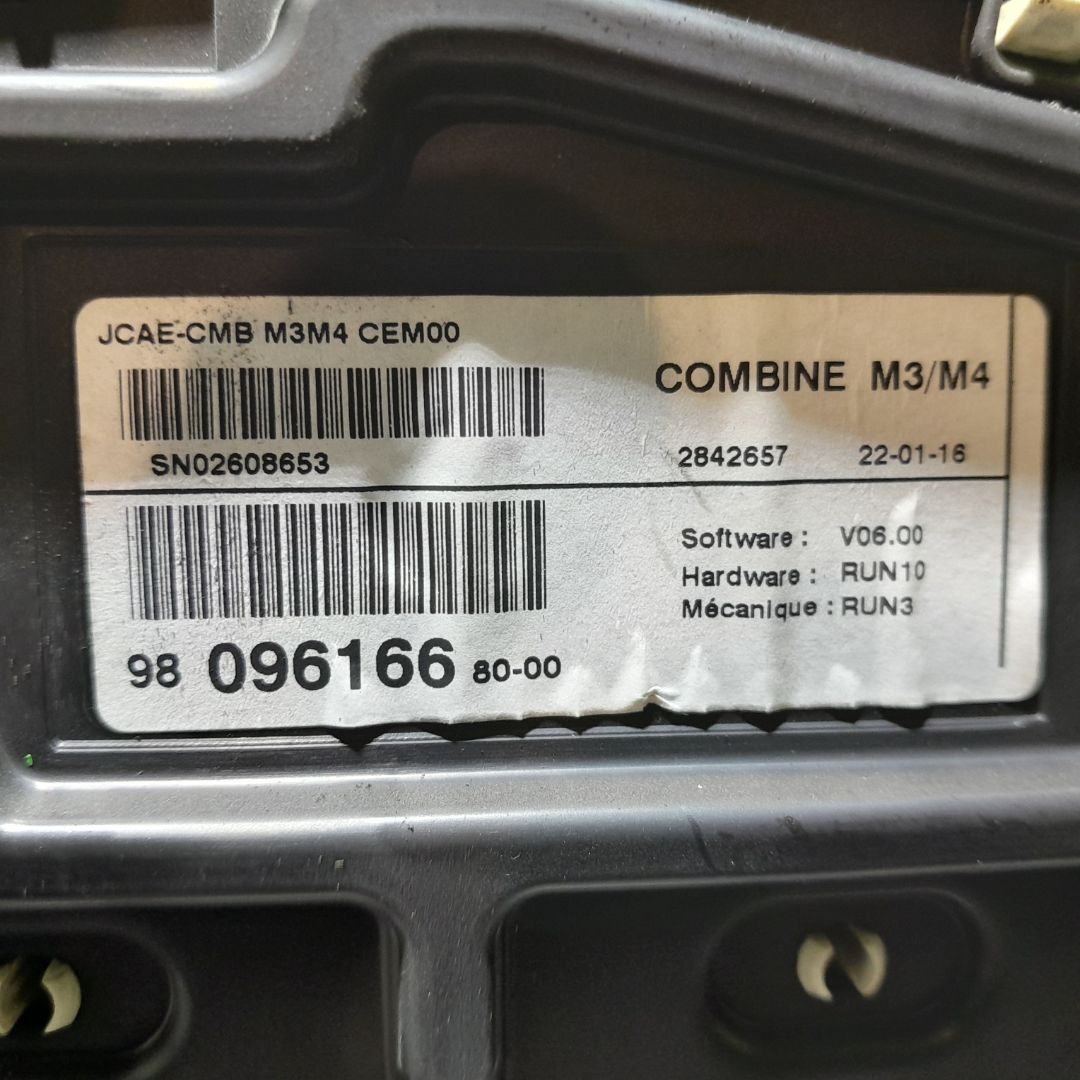 JCAE-CMB M3M4 CEM00
COMBINE M3/M4
SN02608653
2842657 22-01-16
Software : V06.00
Hardware : RUN10
Mécanique : RUN3
98 096166 80-00